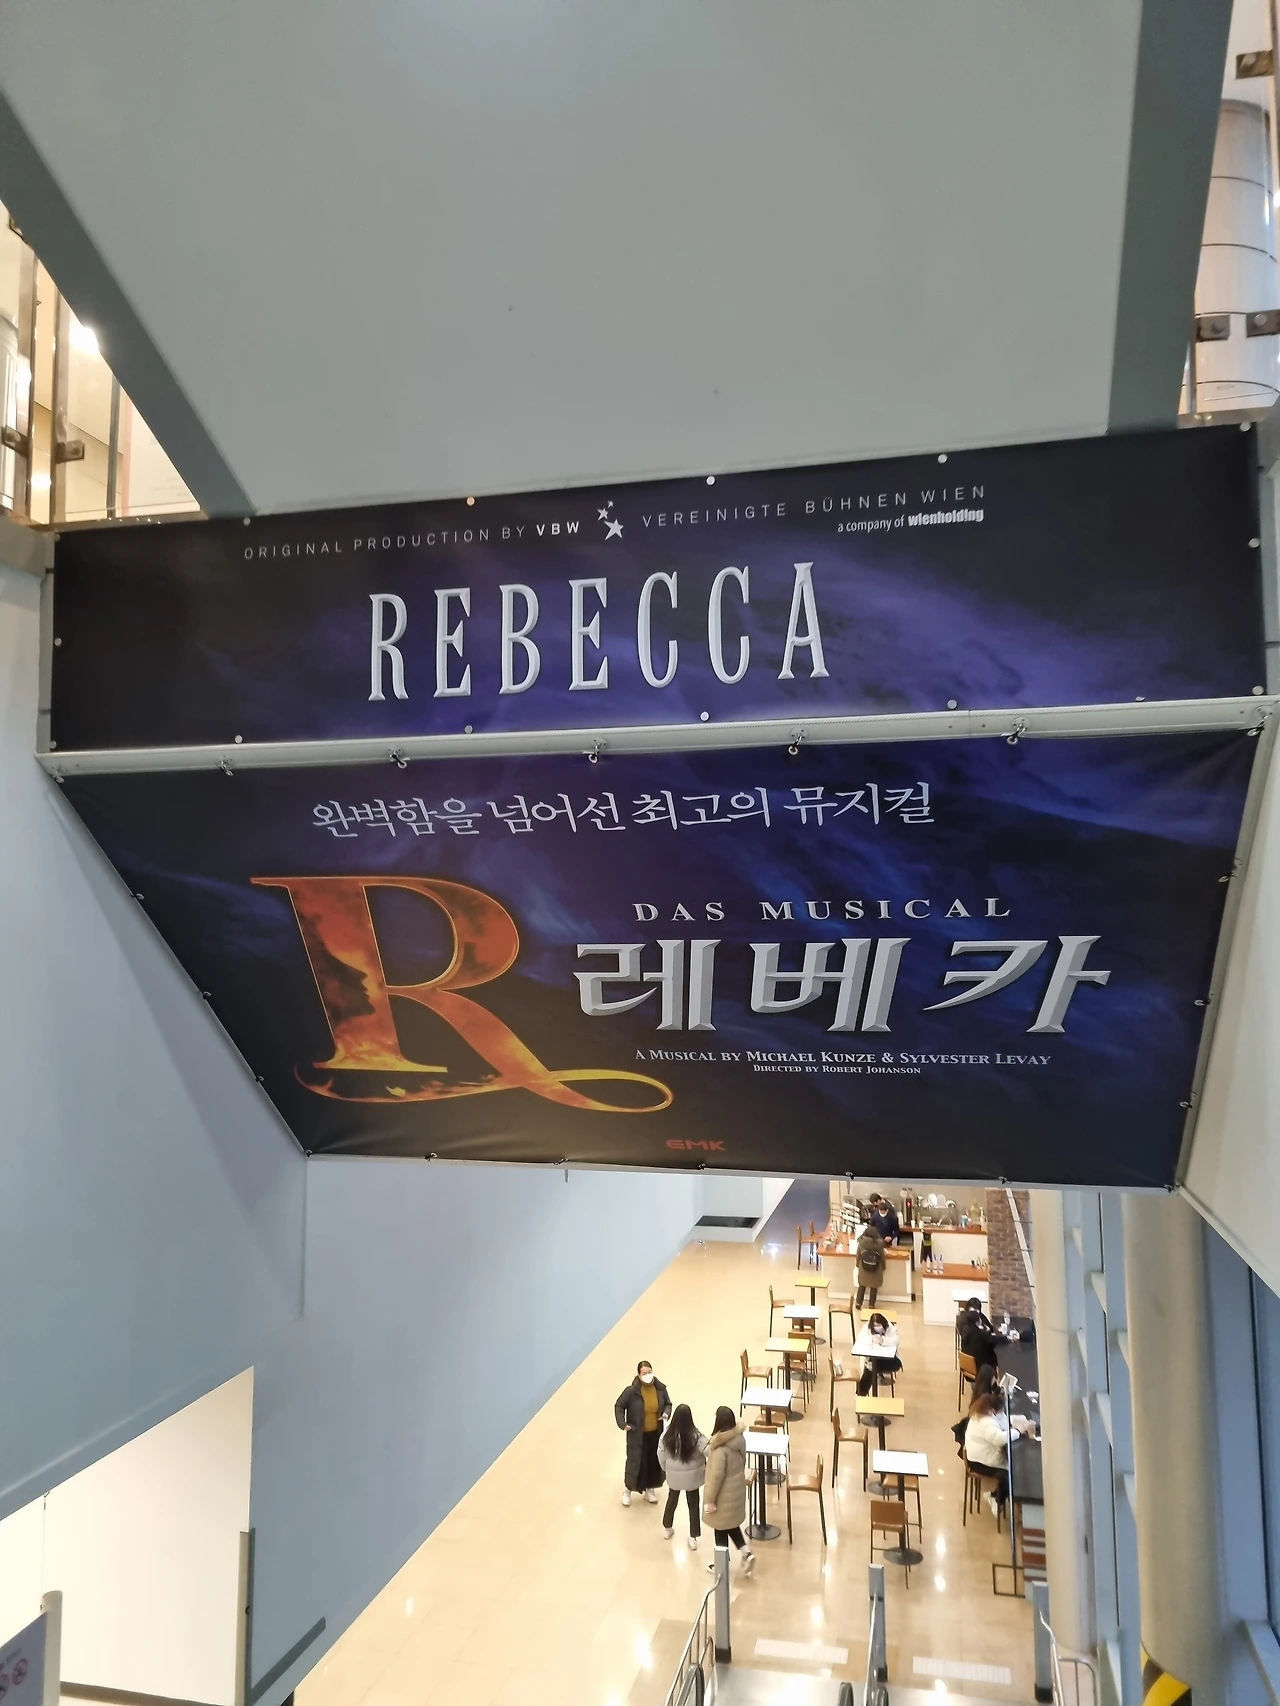 ORIGINAL PRODUCTION BY VBW VEREINIGTE BÜHNEN WIEN
a company of wienholding
REBECCA
완벽함을 넘어선 최고의 뮤지컬
R
DAS MUSICAL
레베카
A MUSICAL BY MICHAEL KUNZE & SYLVESTER LEVAY
DIRECTED BY ROBERT JOHANSON
EMK